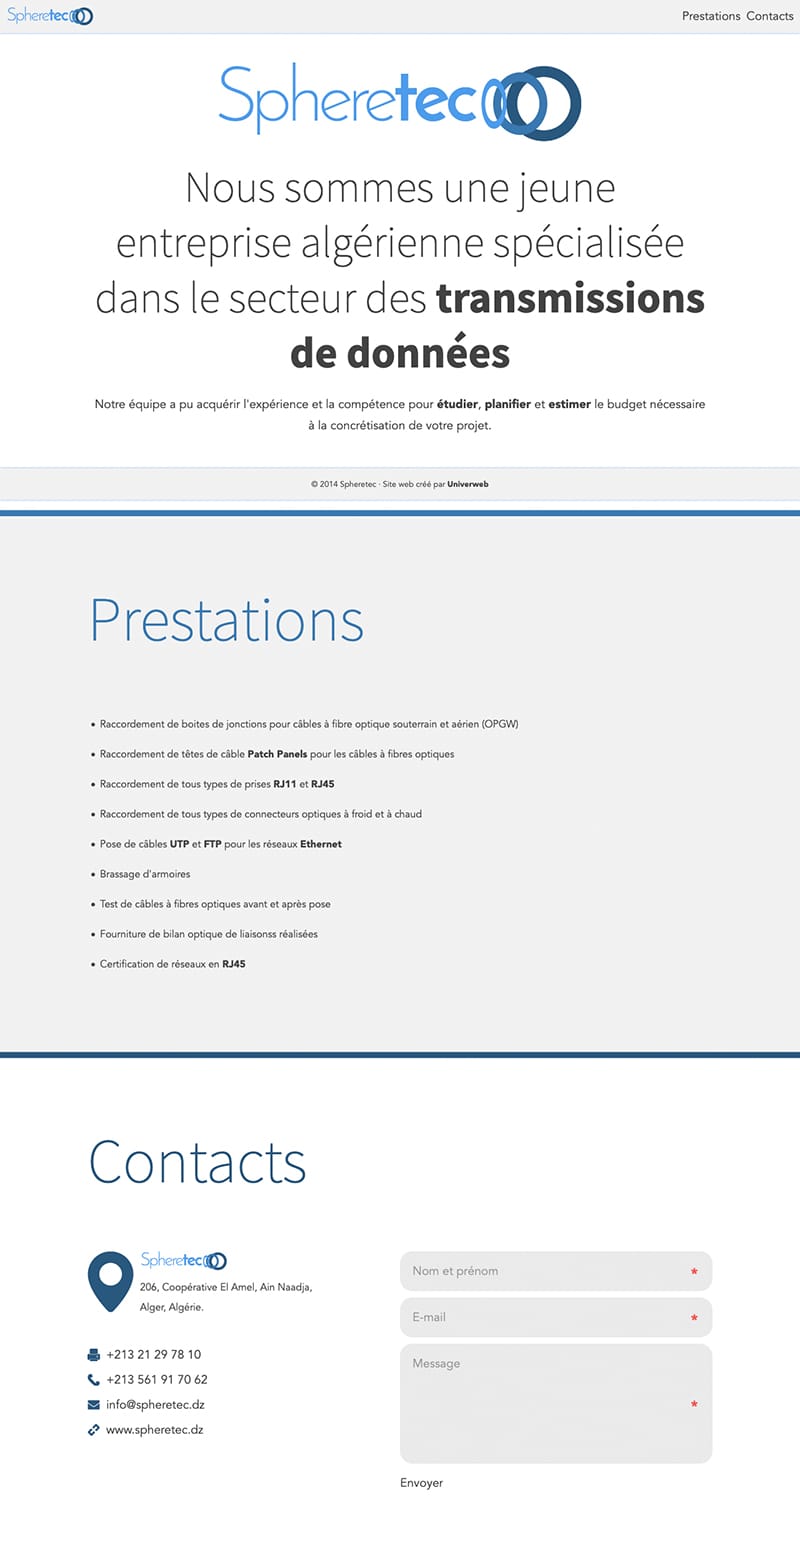 Spheretec
Prestations Contacts
Spheretec
Nous sommes une jeune
entreprise algérienne spécialisée
dans le secteur des transmissions
de données
Notre équipe a pu acquérir l'expérience et la compétence pour étudier, planifier et estimer le budget nécessaire
à la concrétisation de votre projet.
© 2014 Spheretec · Site web créé par Univerweb
Prestations
• Raccordement de boites de jonctions pour câbles à fibre optique souterrain et aérien (OPGW)
• Raccordement de têtes de câble Patch Panels pour les câbles à fibres optiques
• Raccordement de tous types de prises RJ11 et RJ45
• Raccordement de tous types de connecteurs optiques à froid et à chaud
• Pose de câbles UTP et FTP pour les réseaux Ethernet
• Brassage d'armoires
• Test de câbles à fibres optiques avant et après pose
• Fourniture de bilan optique de liaisonss réalisées
• Certification de réseaux en RJ45
Contacts
Spheretec
206, Coopérative El Amel, Ain Naadja,
Alger, Algérie.
+213 21 29 78 10
+213 561 91 70 62
info@spheretec.dz
www.spheretec.dz
Nom et prénom *
E-mail *
Message *
Envoyer